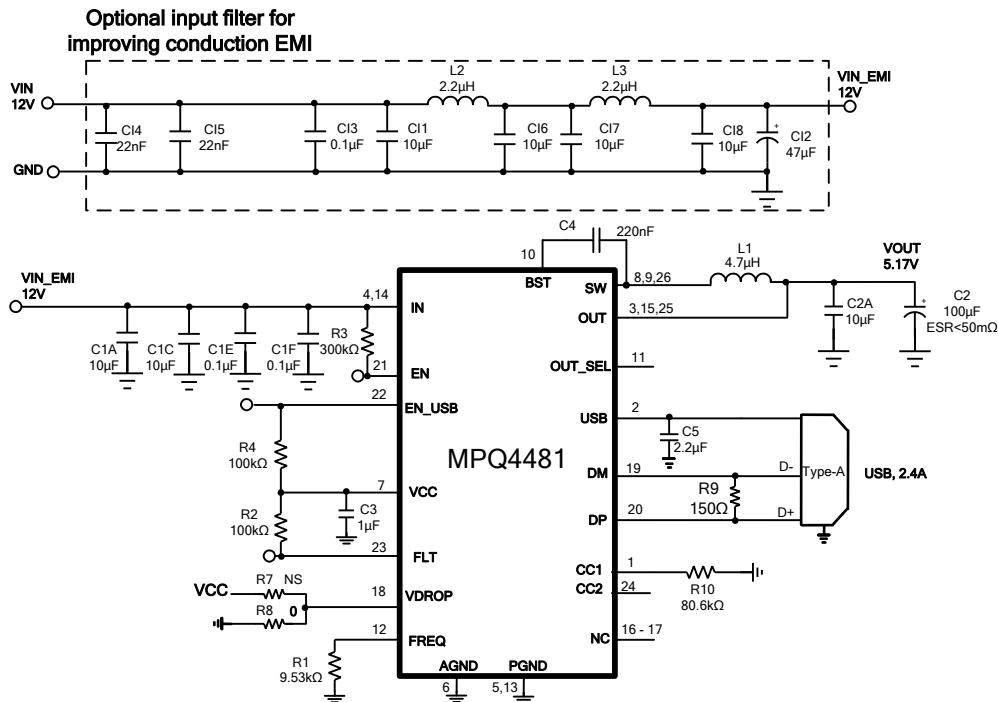 Optional input filter for
improving conduction EMI
VIN
12V
GND
CI4
22nF
CI5
22nF
CI3
0.1µF
CI1
10µF
L2
2.2µH
CI6
10µF
CI7
10µF
L3
2.2µH
CI8
10µF
+
CI2
47µF
VIN_EMI
12V
VIN_EMI
12V
C1A
10µF
C1C
10µF
C1E
0.1µF
C1F
0.1µF
4,14
IN
R3
300kΩ
21
EN
22
EN_USB
R4
100kΩ
7
VCC
C3
1µF
R2
100kΩ
23
FLT
VCC
R7
NS
R8
0
18
VDROP
12
FREQ
R1
9.53kΩ
MPQ4481
AGND
6
PGND
5,13
10
BST
C4
220nF
SW
8,9,26
L1
4.7µH
VOUT
5.17V
OUT
3,15,25
C2A
10µF
+
C2
100µF
ESR<50mΩ
OUT_SEL
11
USB
2
C5
2.2µF
DM
19
D-
R9
150Ω
DP
20
D+
Type-A
USB, 2.4A
CC1
1
R10
80.6kΩ
CC2
24
NC
16 - 17